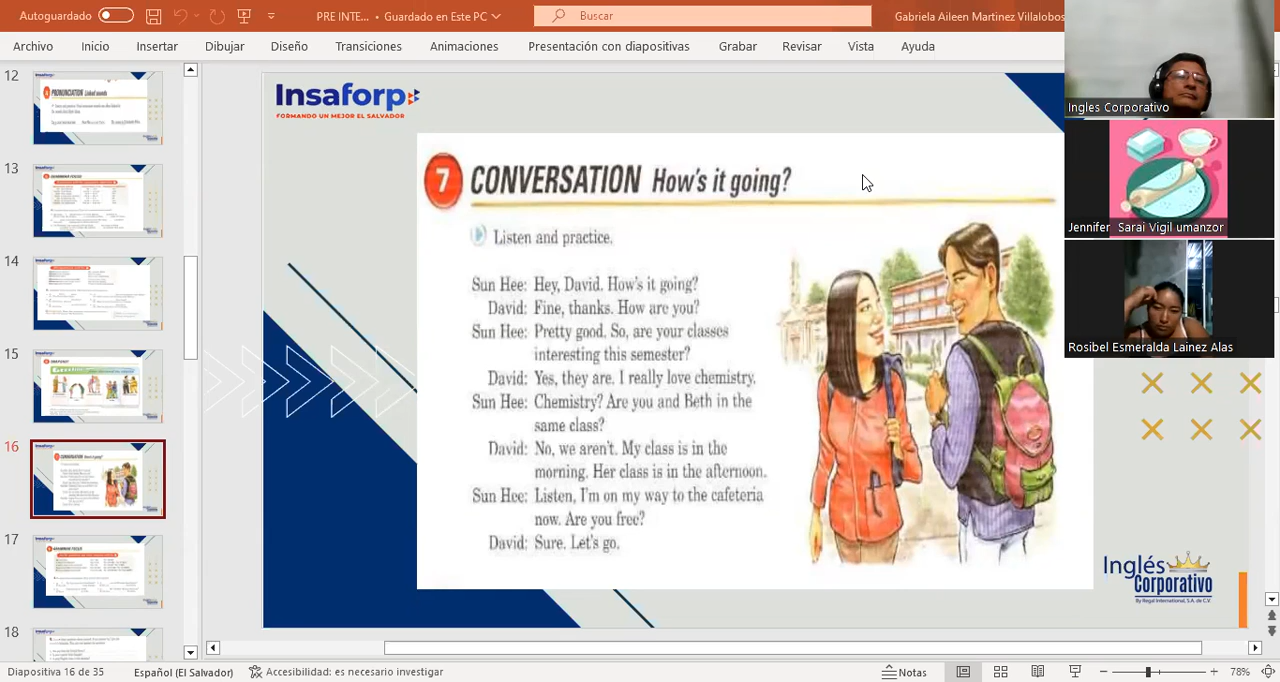 Autoguardado
PRE INTE... • Guardado en Este PC
Buscar
Gabriela Aileen Martinez Villalobos
Archivo Inicio Insertar Dibujar Diseño Transiciones Animaciones Presentación con diapositivas Grabar Revisar Vista Ayuda
12
13
14
15
16
17
18
Insaforp
FORMANDO UN MEJOR EL SALVADOR
7 CONVERSATION How's it going?
Listen and practice.
Sun Hee: Hey, David. How's it going?
David: Fine, thanks. How are you?
Sun Hee: Pretty good. So, are your classes
interesting this semester?
David: Yes, they are. I really love chemistry.
Sun Hee: Chemistry? Are you and Beth in the
same class?
David: No, we aren't. My class is in the
morning. Her class is in the afternoon.
Sun Hee: Listen, I'm on my way to the cafeteria
now. Are you free?
David: Sure. Let's go.
Ingles Corporativo
Jennifer Sarai Vigil umanzor
Rosibel Esmeralda Lainez Alas
Inglés
Corporativo
By Regal International, S.A. de C.V.
Diapositiva 16 de 35
Español (El Salvador)
Accesibilidad: es necesario investigar
Notas
78%